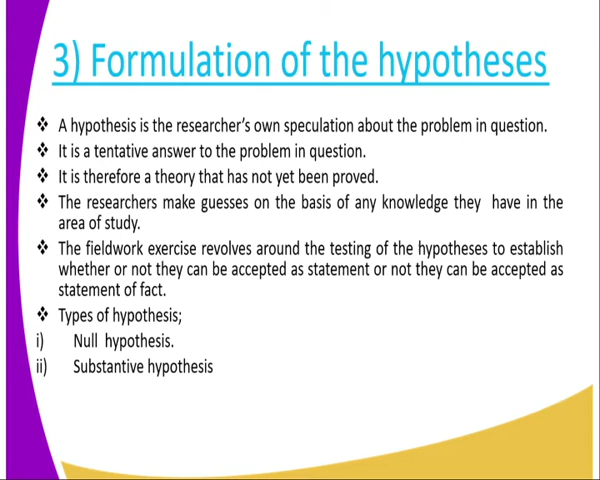 3) Formulation of the hypotheses
❖ A hypothesis is the researcher's own speculation about the problem in question.
❖ It is a tentative answer to the problem in question.
❖ It is therefore a theory that has not yet been proved.
❖ The researchers make guesses on the basis of any knowledge they have in the
area of study.
❖ The fieldwork exercise revolves around the testing of the hypotheses to establish
whether or not they can be accepted as statement or not they can be accepted as
statement of fact.
❖ Types of hypothesis;
i) Null hypothesis.
ii) Substantive hypothesis